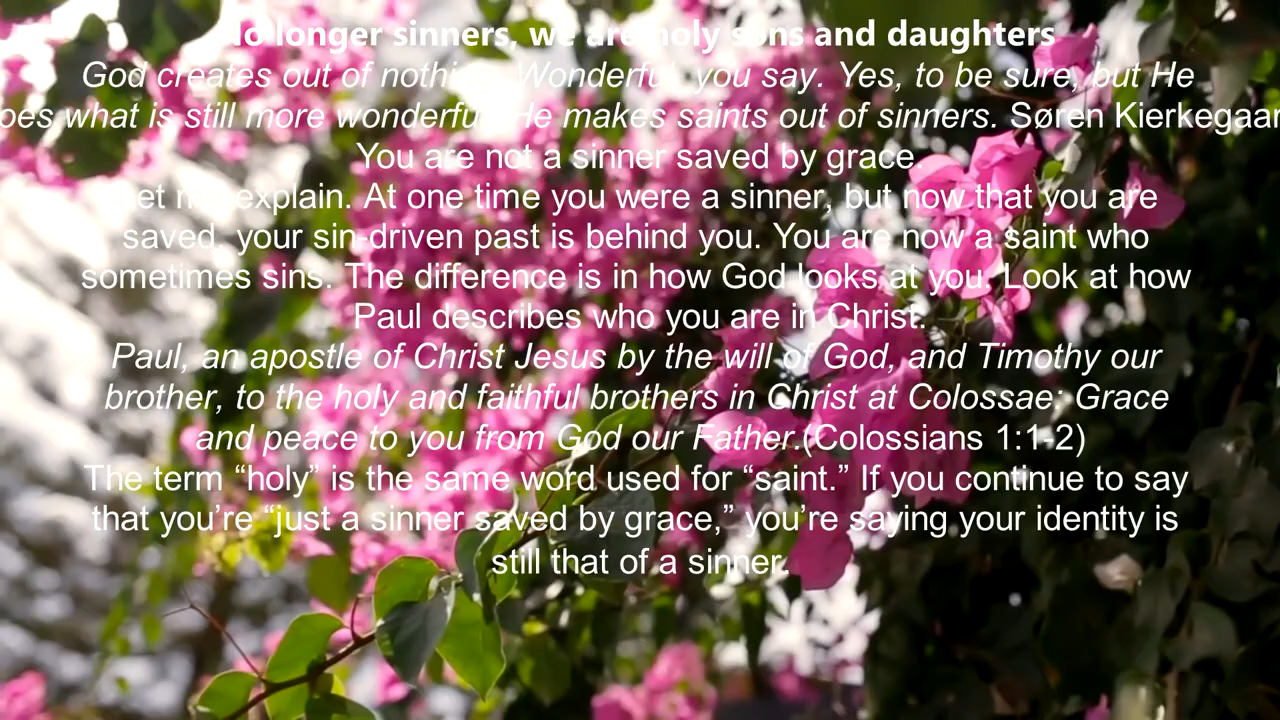 No longer sinners, we are holy sons and daughters
God creates out of nothing. Wonderful, you say. Yes, to be sure, but He
oes what is still more wonderful: He makes saints out of sinners. Søren Kierkegaar
You are not a sinner saved by grace.
Let me explain. At one time you were a sinner, but now that you are
saved, your sin-driven past is behind you. You are now a saint who
sometimes sins. The difference is in how God looks at you. Look at how
Paul describes who you are in Christ.
Paul, an apostle of Christ Jesus by the will of God, and Timothy our
brother, to the holy and faithful brothers in Christ at Colossae: Grace
and peace to you from God our Father.(Colossians 1:1-2)
The term “holy” is the same word used for “saint.” If you continue to say
that you’re “just a sinner saved by grace,” you’re saying your identity is
still that of a sinner.